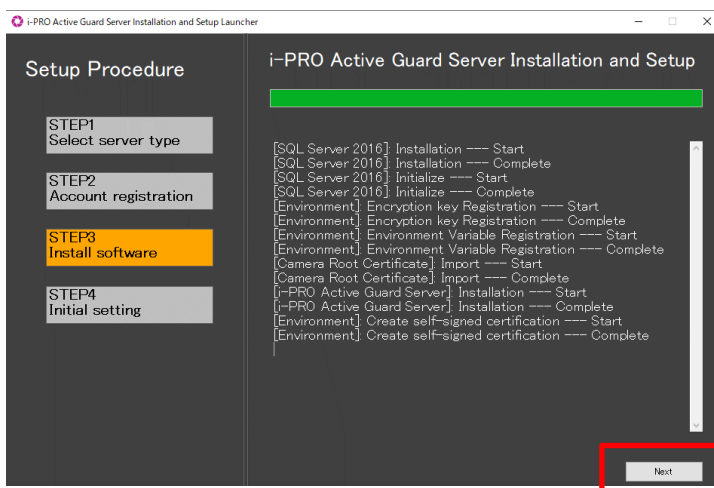 i-PRO Active Guard Server Installation and Setup Launcher
Setup Procedure
STEP1
Select server type
STEP2
Account registration
STEP3
Install software
STEP4
Initial setting
i-PRO Active Guard Server Installation and Setup
[SQL Server 2016]: Installation --- Start
[SQL Server 2016]: Installation --- Complete
[SQL Server 2016]: Initialize --- Start
[SQL Server 2016]: Initialize --- Complete
[Environment]: Encryption key Registration --- Start
[Environment]: Encryption key Registration --- Complete
[Environment]: Environment Variable Registration --- Start
[Environment]: Environment Variable Registration --- Complete
[Camera Root Certificate]: Import --- Start
[Camera Root Certificate]: Import --- Complete
[i-PRO Active Guard Server]: Installation --- Start
[i-PRO Active Guard Server]: Installation --- Complete
[Environment]: Create self-signed certification --- Start
[Environment]: Create self-signed certification --- Complete
Next